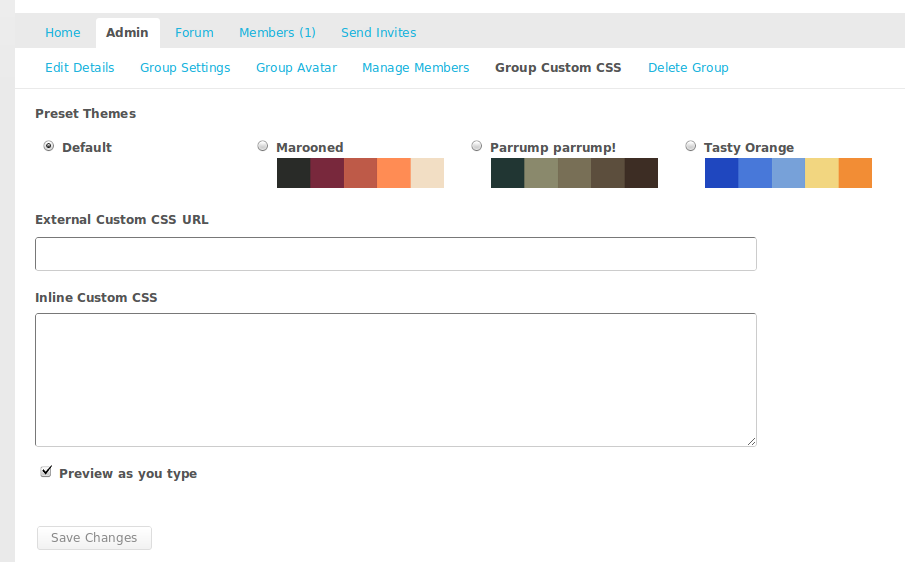 Home Admin Forum Members (1) Send Invites
Edit Details Group Settings Group Avatar Manage Members Group Custom CSS Delete Group
Preset Themes
Default Marooned Parrump parrump! Tasty Orange
External Custom CSS URL
Inline Custom CSS
Preview as you type
Save Changes